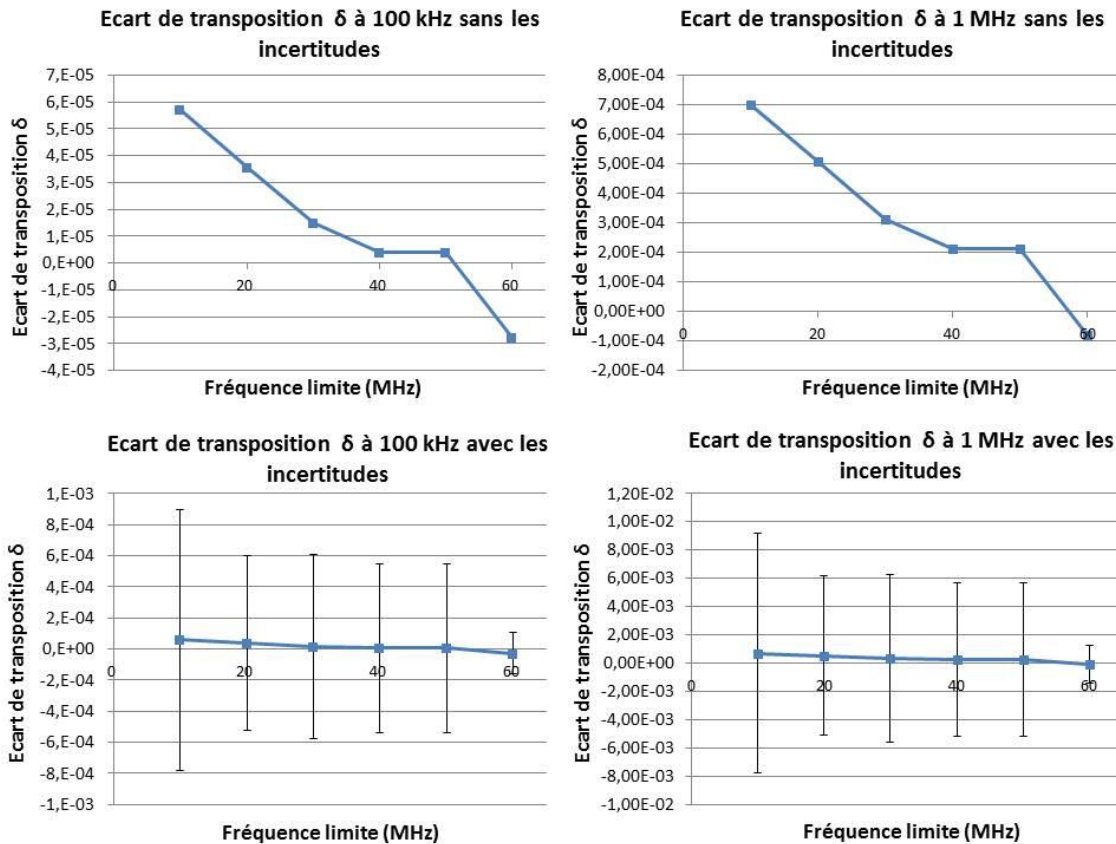 Ecart de transposition δ à 100 kHz sans les
incertitudes
7,E-05
6,E-05
5,E-05
4,E-05
3,E-05
2,E-05
1,E-05
0,E+00
-1,E-05
-2,E-05
-3,E-05
-4,E-05
0
20
40
60
Ecart de transposition δ
Fréquence limite (MHz)
Ecart de transposition δ à 1 MHz sans les
incertitudes
8,00E-04
7,00E-04
6,00E-04
5,00E-04
4,00E-04
3,00E-04
2,00E-04
1,00E-04
0,00E+00
-1,00E-04
-2,00E-04
0
20
40
60
Ecart de transposition δ
Fréquence limite (MHz)
Ecart de transposition δ à 100 kHz avec les
incertitudes
1,E-03
8,E-04
6,E-04
4,E-04
2,E-04
0,E+00
-2,E-04
-4,E-04
-6,E-04
-8,E-04
-1,E-03
0
20
40
60
Ecart de transposition δ
Fréquence limite (MHz)
Ecart de transposition δ à 1 MHz avec les
incertitudes
1,20E-02
1,00E-02
8,00E-03
6,00E-03
4,00E-03
2,00E-03
0,00E+00
-2,00E-03
-4,00E-03
-6,00E-03
-8,00E-03
-1,00E-02
0
20
40
60
Ecart de transposition δ
Fréquence limite (MHz)